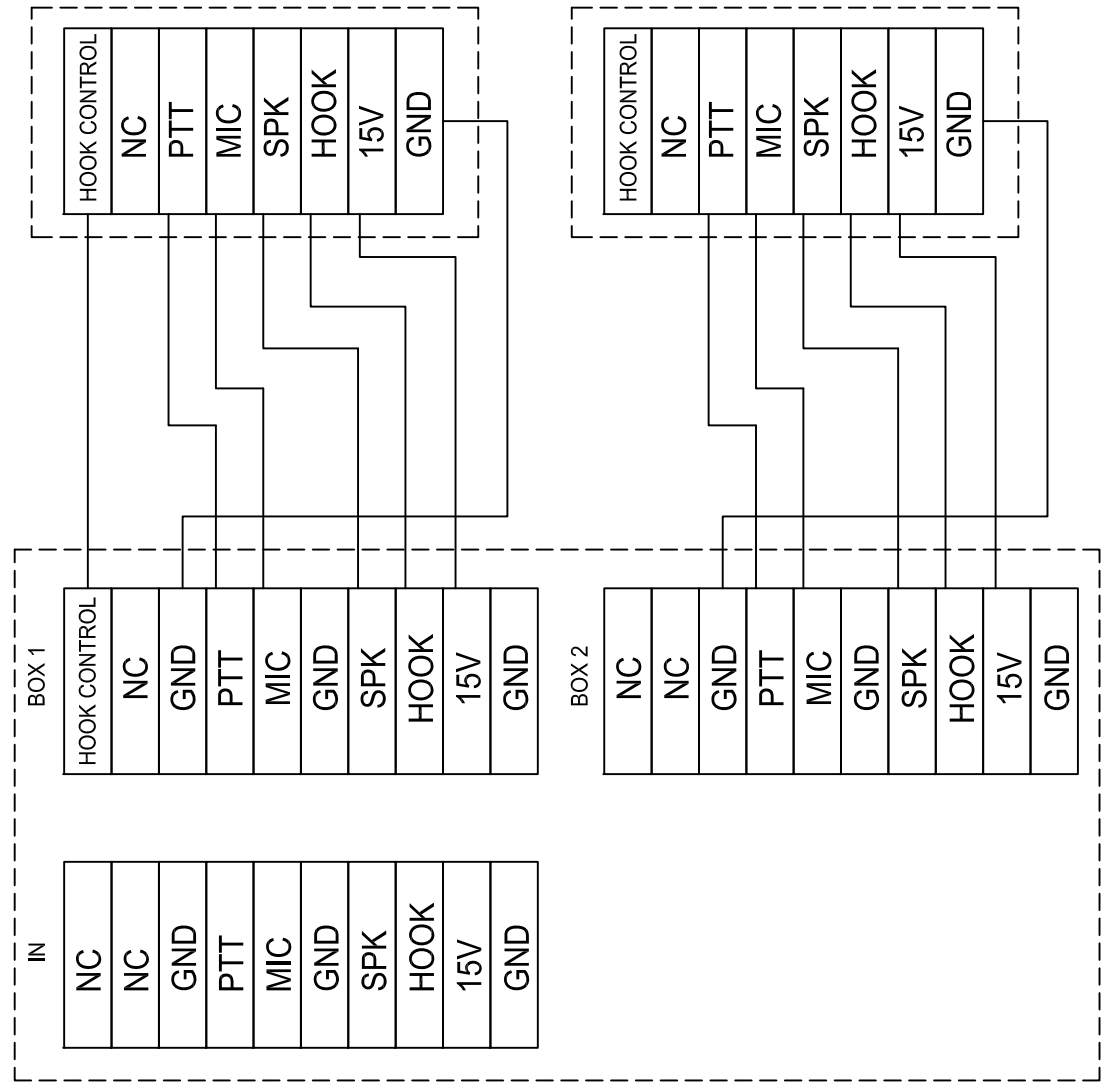 HOOK CONTROL
NC
PTT
MIC
SPK
HOOK
15V
GND
HOOK CONTROL
NC
PTT
MIC
SPK
HOOK
15V
GND
BOX 1
HOOK CONTROL
NC
GND
PTT
MIC
GND
SPK
HOOK
15V
GND
BOX 2
NC
NC
GND
PTT
MIC
GND
SPK
HOOK
15V
GND
IN
NC
NC
GND
PTT
MIC
GND
SPK
HOOK
15V
GND